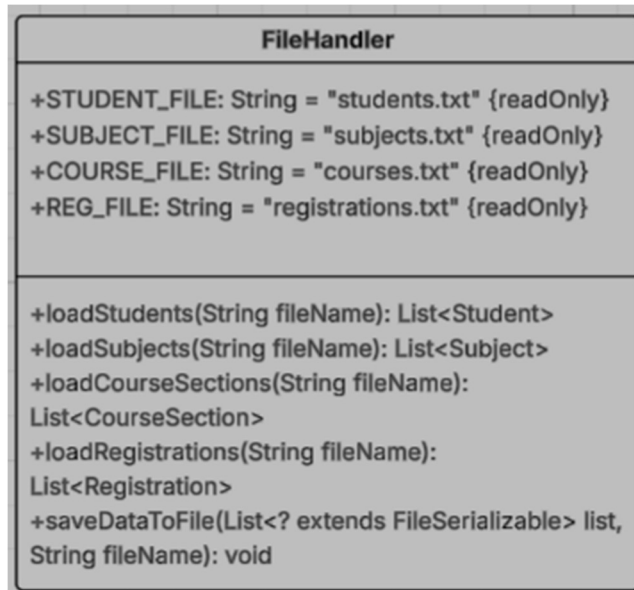 FileHandler
+STUDENT_FILE: String = "students.txt" {readOnly}
+SUBJECT_FILE: String = "subjects.txt" {readOnly}
+COURSE_FILE: String = "courses.txt" {readOnly}
+REG_FILE: String = "registrations.txt" {readOnly}
+loadStudents(String fileName): List<Student>
+loadSubjects(String fileName): List<Subject>
+loadCourseSections(String fileName):
List<CourseSection>
+loadRegistrations(String fileName):
List<Registration>
+saveDataToFile(List<? extends FileSerializable> list,
String fileName): void